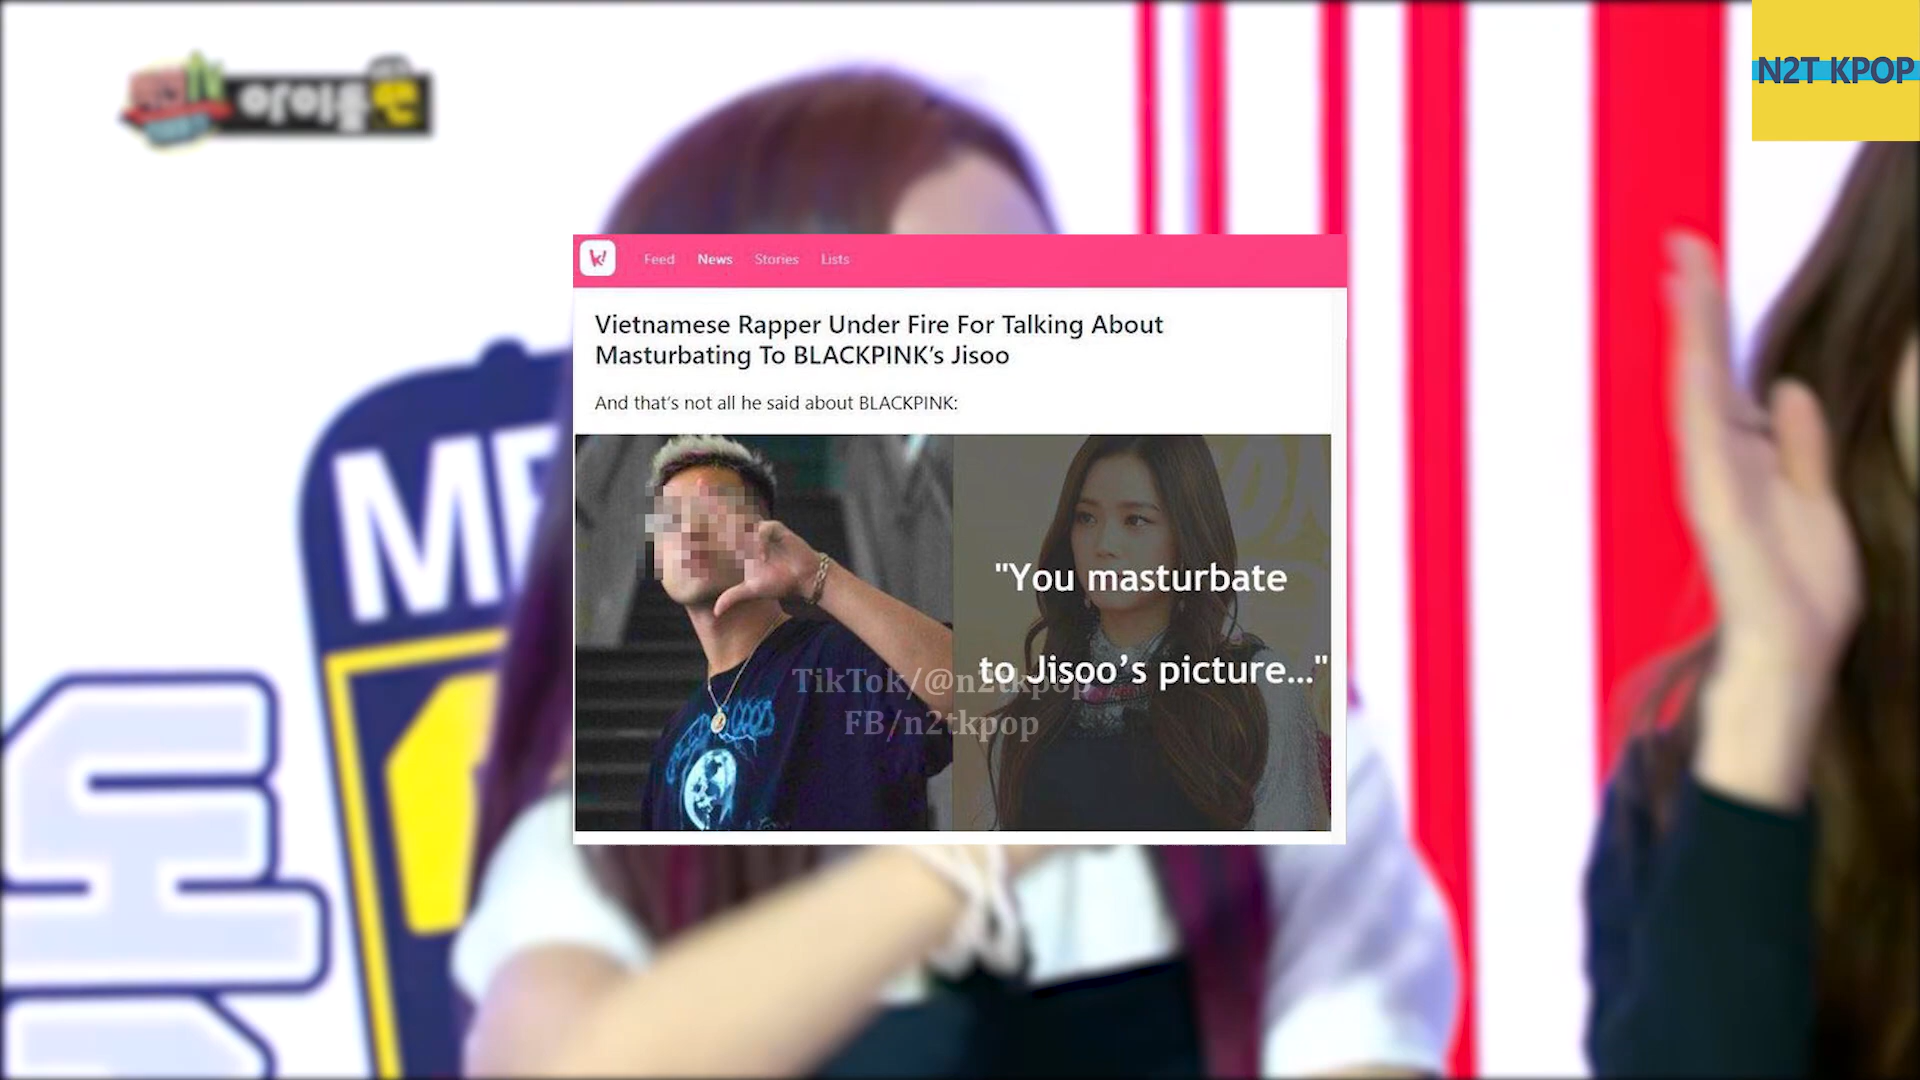 아이돌편
N2T KPOP
k!
Feed News Stories Lists
Vietnamese Rapper Under Fire For Talking About
Masturbating To BLACKPINK’s Jisoo
And that’s not all he said about BLACKPINK:
"You masturbate
to Jisoo’s picture..."
TikTok/@n2tkpop
FB/n2tkpop